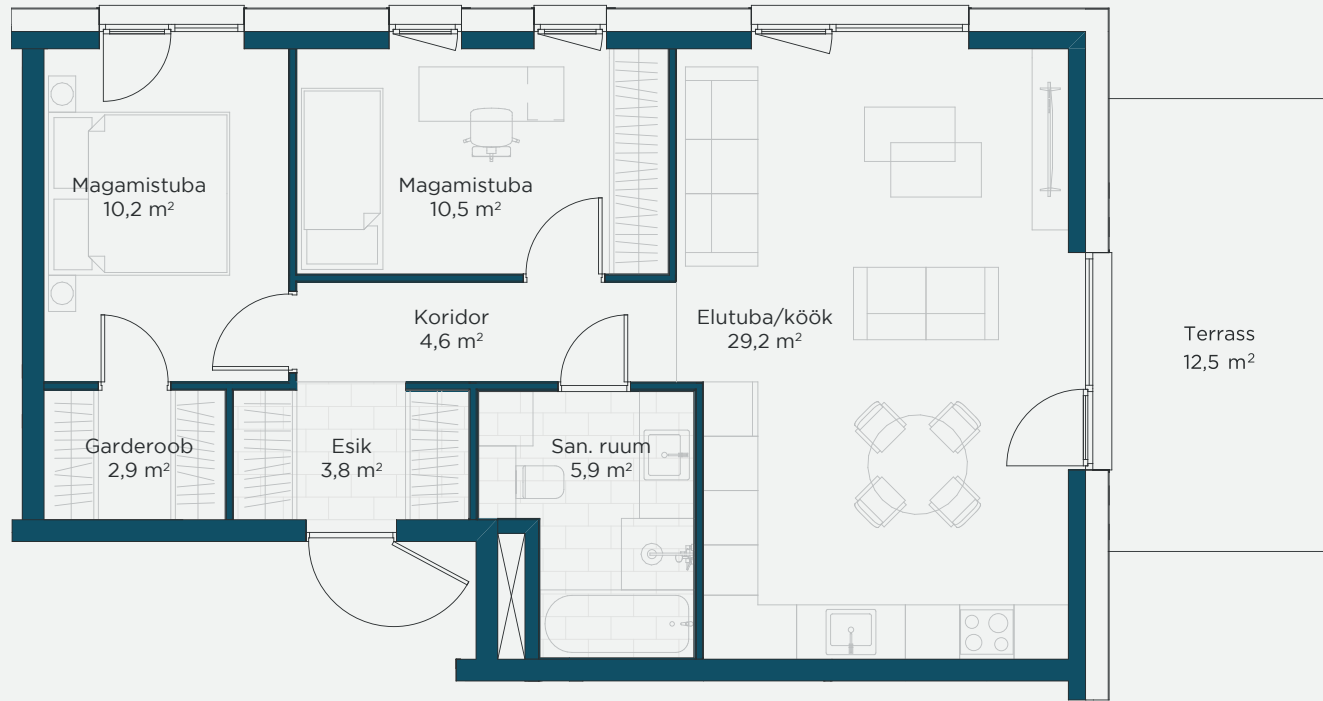 Magamistuba
10,2 m²
Magamistuba
10,5 m²
Koridor
4,6 m²
Elutuba/köök
29,2 m²
Terrass
12,5 m²
Garderoob
2,9 m²
Esik
3,8 m²
San. ruum
5,9 m²